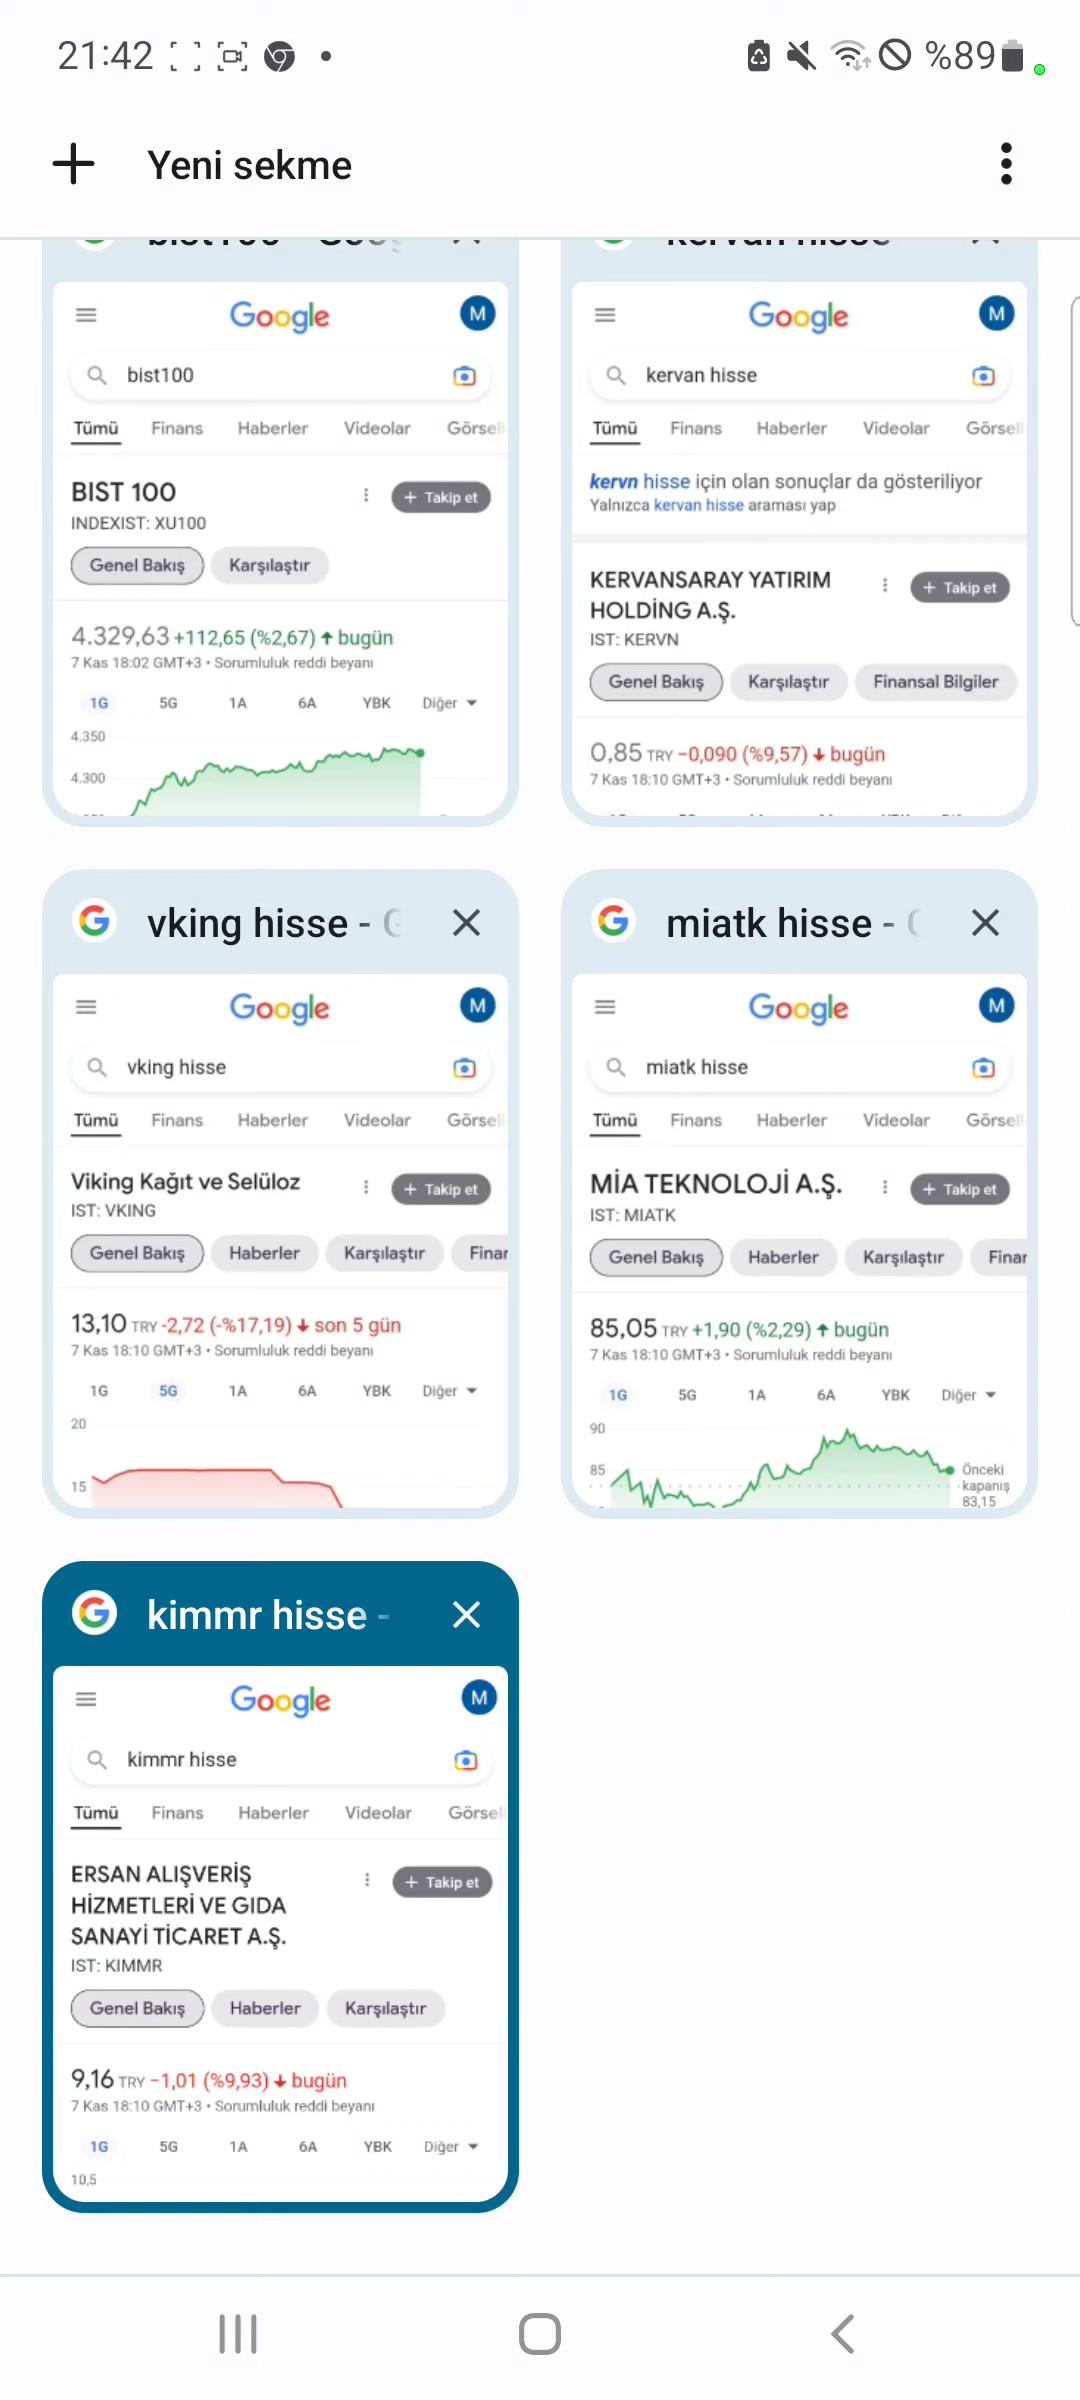 21:42
%89
Yeni sekme
bist100 - Goog
kervan hisse
Google
M
bist100
Tümü Finans Haberler Videolar Görsel
BIST 100
+ Takip et
INDEXIST: XU100
Genel Bakış Karşılaştır
4.329,63 +112,65 (%2,67) ↑ bugün
7 Kas 18:02 GMT+3 • Sorumluluk reddi beyanı
1G 5G 1A 6A YBK Diğer
4.350
4.300
Google
M
kervan hisse
Tümü Finans Haberler Videolar Görsell
kervn hisse için olan sonuçlar da gösteriliyor
Yalnızca kervan hisse araması yap
KERVANSARAY YATIRIM
HOLDİNG A.Ş.
+ Takip et
IST: KERVN
Genel Bakış Karşılaştır Finansal Bilgiler
0,85 TRY −0,090 (%9,57) ↓ bugün
7 Kas 18:10 GMT+3 • Sorumluluk reddi beyanı
vking hisse - G
Google
M
vking hisse
Tümü Finans Haberler Videolar Görsel
Viking Kağıt ve Selüloz
+ Takip et
IST: VKING
Genel Bakış Haberler Karşılaştır Finar
13,10 TRY -2,72 (-%17,19) ↓ son 5 gün
7 Kas 18:10 GMT+3 • Sorumluluk reddi beyanı
1G 5G 1A 6A YBK Diğer
20
15
miatk hisse -
Google
M
miatk hisse
Tümü Finans Haberler Videolar Görsell
MİA TEKNOLOJİ A.Ş.
+ Takip et
IST: MIATK
Genel Bakış Haberler Karşılaştır Finar
85,05 TRY +1,90 (%2,29) ↑ bugün
7 Kas 18:10 GMT+3 • Sorumluluk reddi beyanı
1G 5G 1A 6A YBK Diğer
90
85
Önceki
kapanış
83,15
kimmr hisse -
Google
M
kimmr hisse
Tümü Finans Haberler Videolar Görsel
ERSAN ALIŞVERİŞ
HİZMETLERİ VE GIDA
SANAYİ TİCARET A.Ş.
+ Takip et
IST: KIMMR
Genel Bakış Haberler Karşılaştır
9,16 TRY −1,01 (%9,93) ↓ bugün
7 Kas 18:10 GMT+3 • Sorumluluk reddi beyanı
1G 5G 1A 6A YBK Diğer
10,5